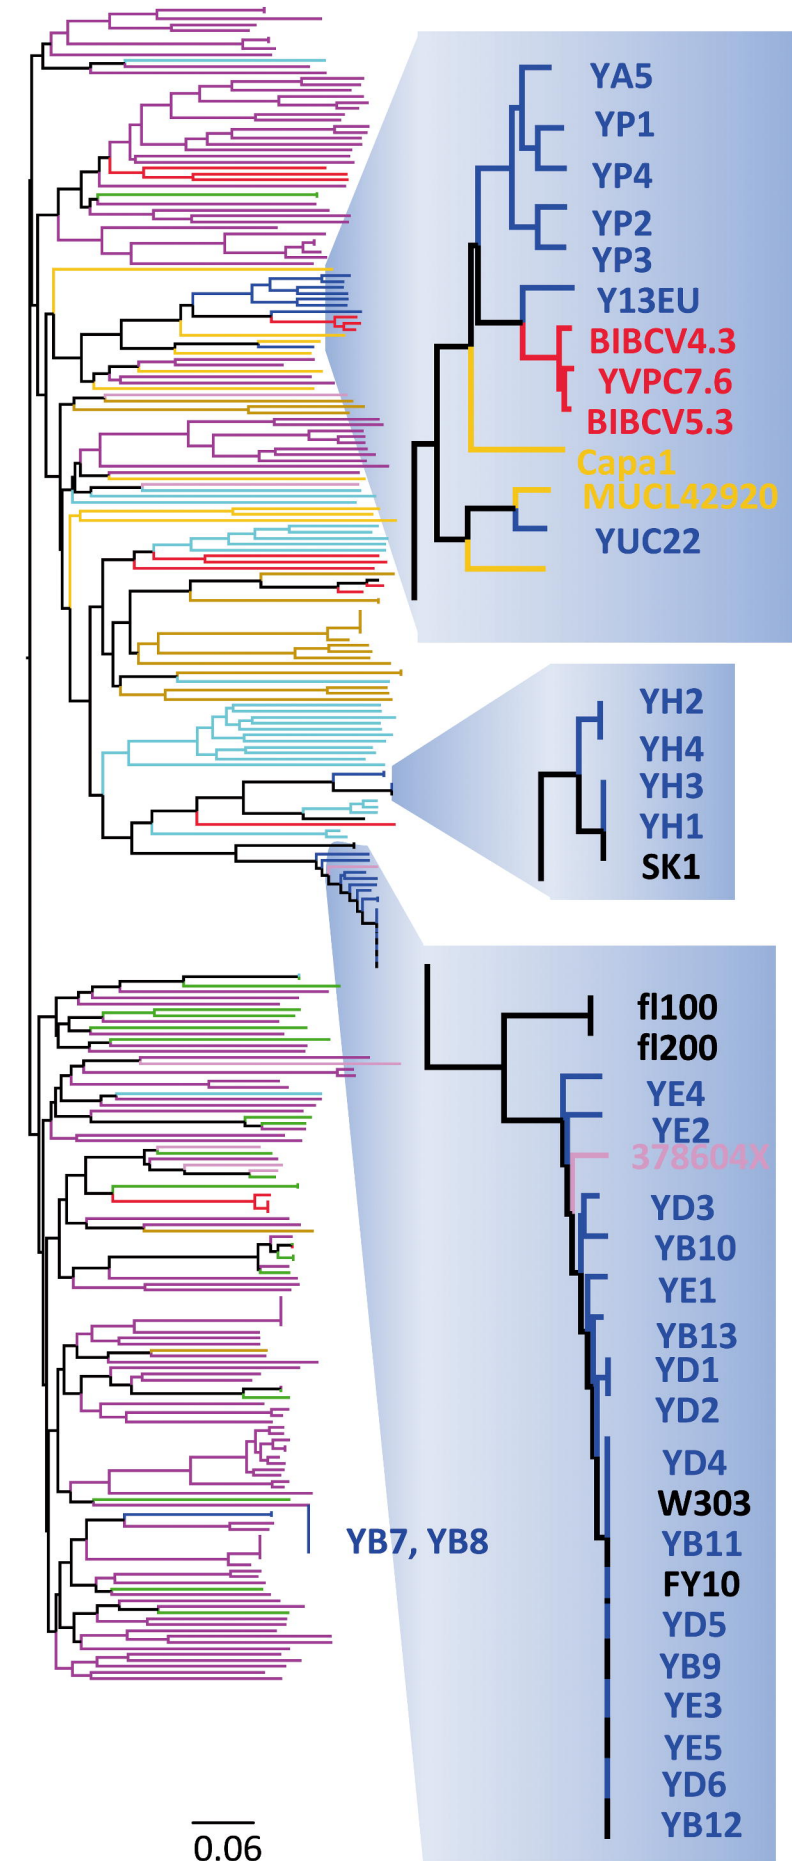 YA5
YP1
YP4
YP2
YP3
Y13EU
BIBCV4.3
YVPC7.6
BIBCV5.3
Capa1
MUCL42920
YUC22
YH2
YH4
YH3
YH1
SK1
fl100
fl200
YE4
YE2
378604X
YD3
YB10
YE1
YB13
YD1
YD2
YD4
W303
YB7, YB8
YB11
FY10
YD5
YB9
YE3
YE5
YD6
YB12
0.06